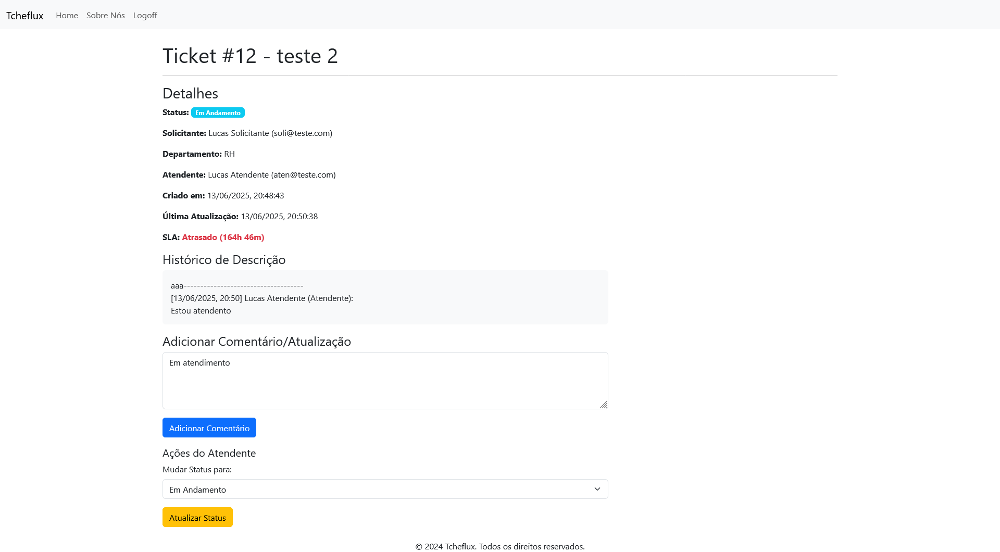 Tcheflux Home Sobre Nós Logoff
Ticket #12 - teste 2
Detalhes
Status: Em Andamento
Solicitante: Lucas Solicitante (soli@teste.com)
Departamento: RH
Atendente: Lucas Atendente (aten@teste.com)
Criado em: 13/06/2025, 20:48:43
Última Atualização: 13/06/2025, 20:50:38
SLA: Atrasado (164h 46m)
Histórico de Descrição
aaa------------------------------------
[13/06/2025, 20:50] Lucas Atendente (Atendente):
Estou atendento
Adicionar Comentário/Atualização
Em atendimento
Adicionar Comentário
Ações do Atendente
Mudar Status para:
Em Andamento
Atualizar Status
© 2024 Tcheflux. Todos os direitos reservados.